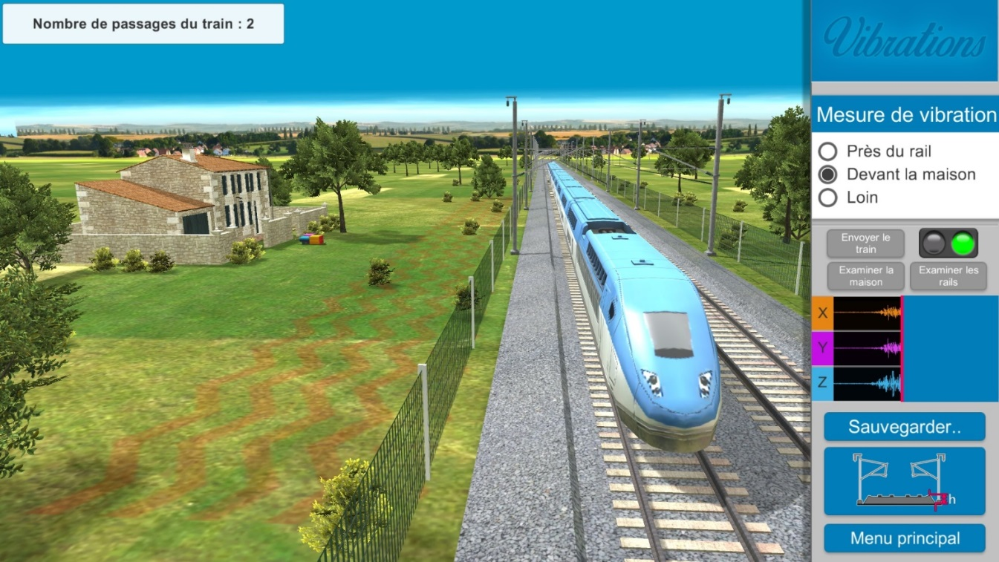 Nombre de passages du train : 2
Vibrations
Mesure de vibration
Près du rail
Devant la maison
Loin
Envoyer le
train
Examiner la
maison
Examiner les
rails
X
Y
Z
Sauvegarder..
h
Menu principal